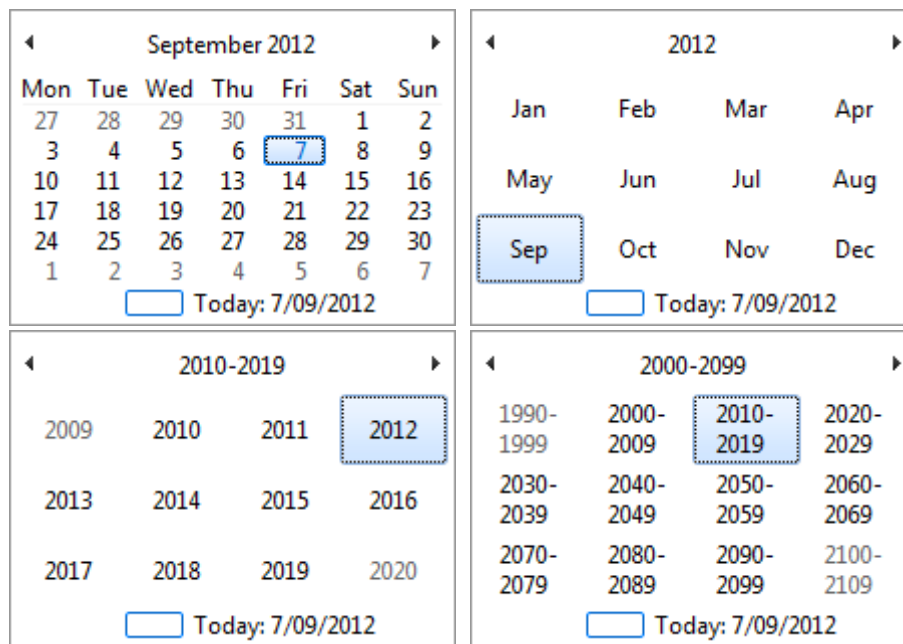 September 2012
Mon Tue Wed Thu Fri Sat Sun
27 28 29 30 31 1 2
3 4 5 6 7 8 9
10 11 12 13 14 15 16
17 18 19 20 21 22 23
24 25 26 27 28 29 30
1 2 3 4 5 6 7
Today: 7/09/2012
2012
Jan Feb Mar Apr
May Jun Jul Aug
Sep Oct Nov Dec
Today: 7/09/2012
2010-2019
2009 2010 2011 2012
2013 2014 2015 2016
2017 2018 2019 2020
Today: 7/09/2012
2000-2099
1990- 2000- 2010- 2020-
1999 2009 2019 2029
2030- 2040- 2050- 2060-
2039 2049 2059 2069
2070- 2080- 2090- 2100-
2079 2089 2099 2109
Today: 7/09/2012